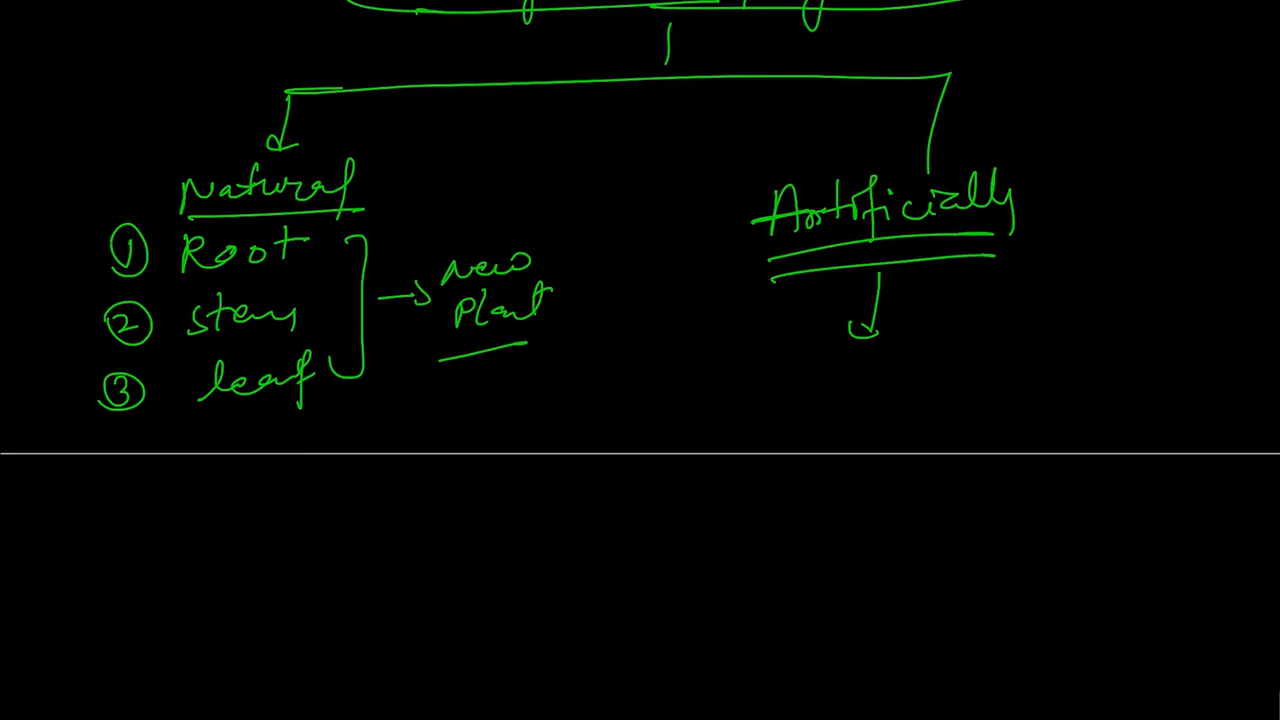 Natural
Artificially
① Root
② stem
③ leaf
New
Plant